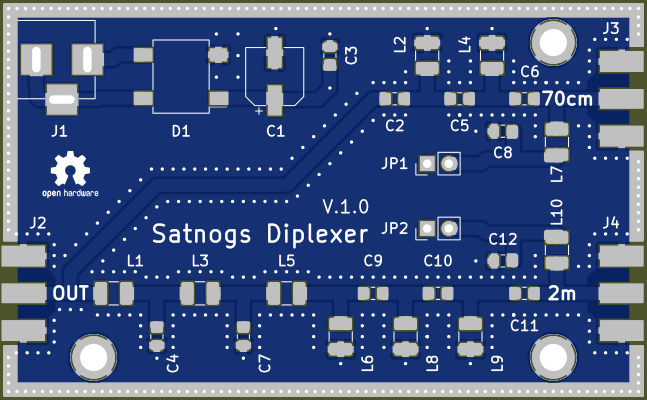 J3
L2
L4
C3
C6
70cm
J1
D1
+
C1
C2
C5
C8
L7
JP1
open hardware
V.1.0
L10
J2
Satnogs Diplexer
JP2
J4
L1
L3
L5
C9
C10
C12
OUT
2m
C11
C4
C7
L6
L8
L9